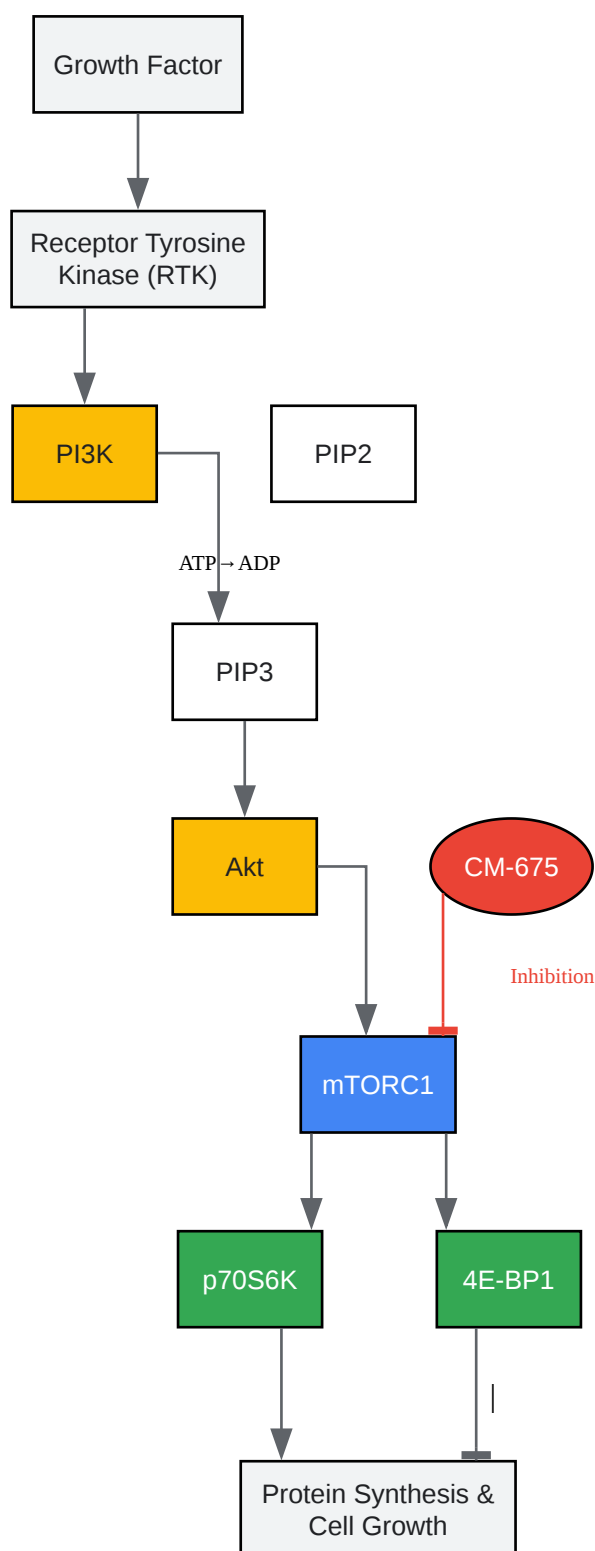 Growth Factor
Receptor Tyrosine
Kinase (RTK)
PI3K
PIP2
ATP→ADP
PIP3
Akt
CM-675
Inhibition
mTORC1
p70S6K
4E-BP1
|
Protein Synthesis &
Cell Growth